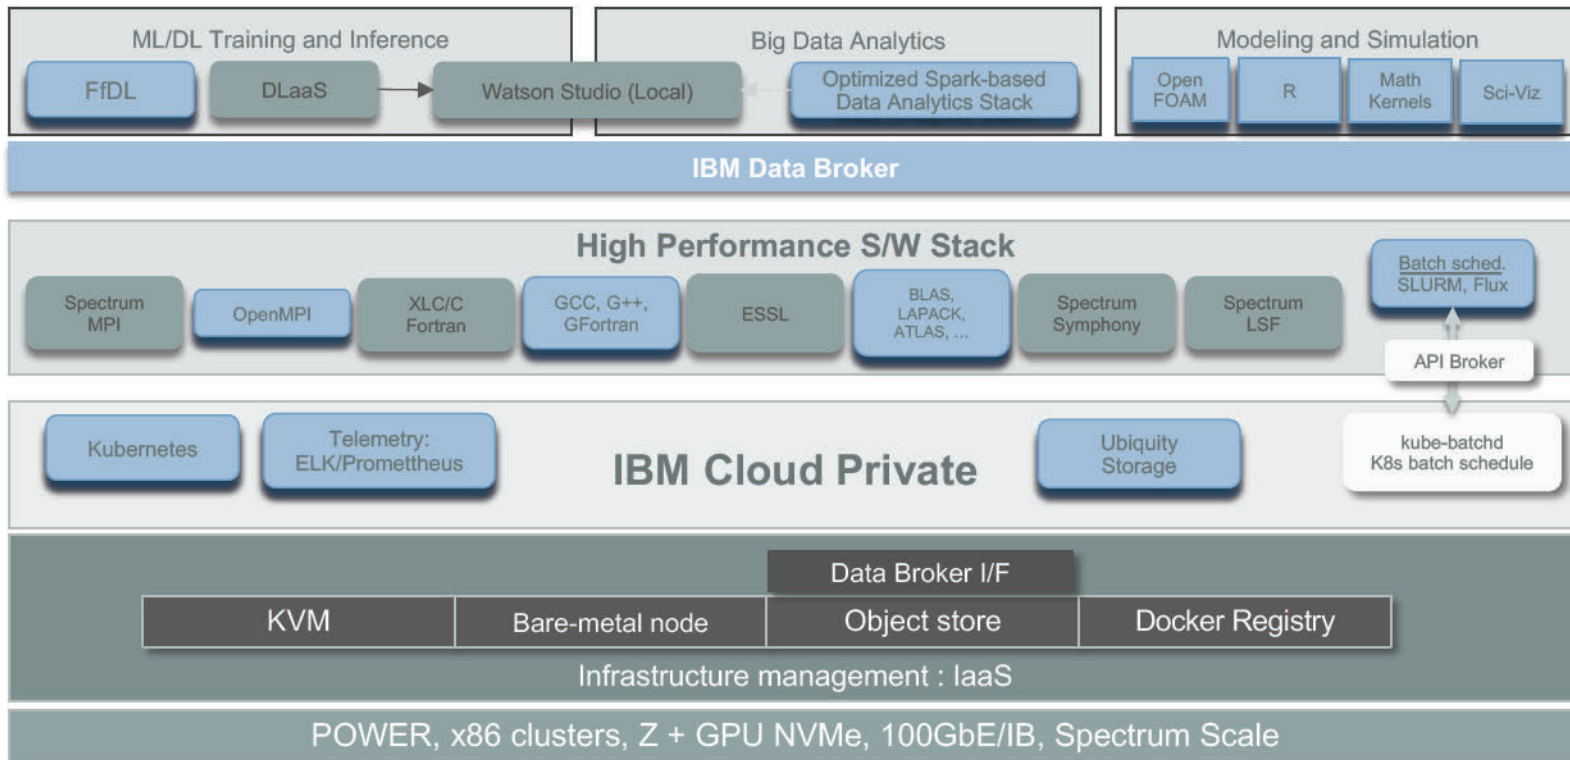 ML/DL Training and Inference
Big Data Analytics
Modeling and Simulation
FfDL
DLaaS
Watson Studio (Local)
Optimized Spark-based
Data Analytics Stack
Open
FOAM
R
Math
Kernels
Sci-Viz
IBM Data Broker
High Performance S/W Stack
Spectrum
MPI
OpenMPI
XLC/C
Fortran
GCC, G++,
GFortran
ESSL
BLAS,
LAPACK,
ATLAS, ...
Spectrum
Symphony
Spectrum
LSF
Batch sched.
SLURM, Flux
API Broker
Kubernetes
Telemetry:
ELK/Promettheus
IBM Cloud Private
Ubiquity
Storage
kube-batchd
K8s batch schedule
Data Broker I/F
KVM
Bare-metal node
Object store
Docker Registry
Infrastructure management : IaaS
POWER, x86 clusters, Z + GPU NVMe, 100GbE/IB, Spectrum Scale